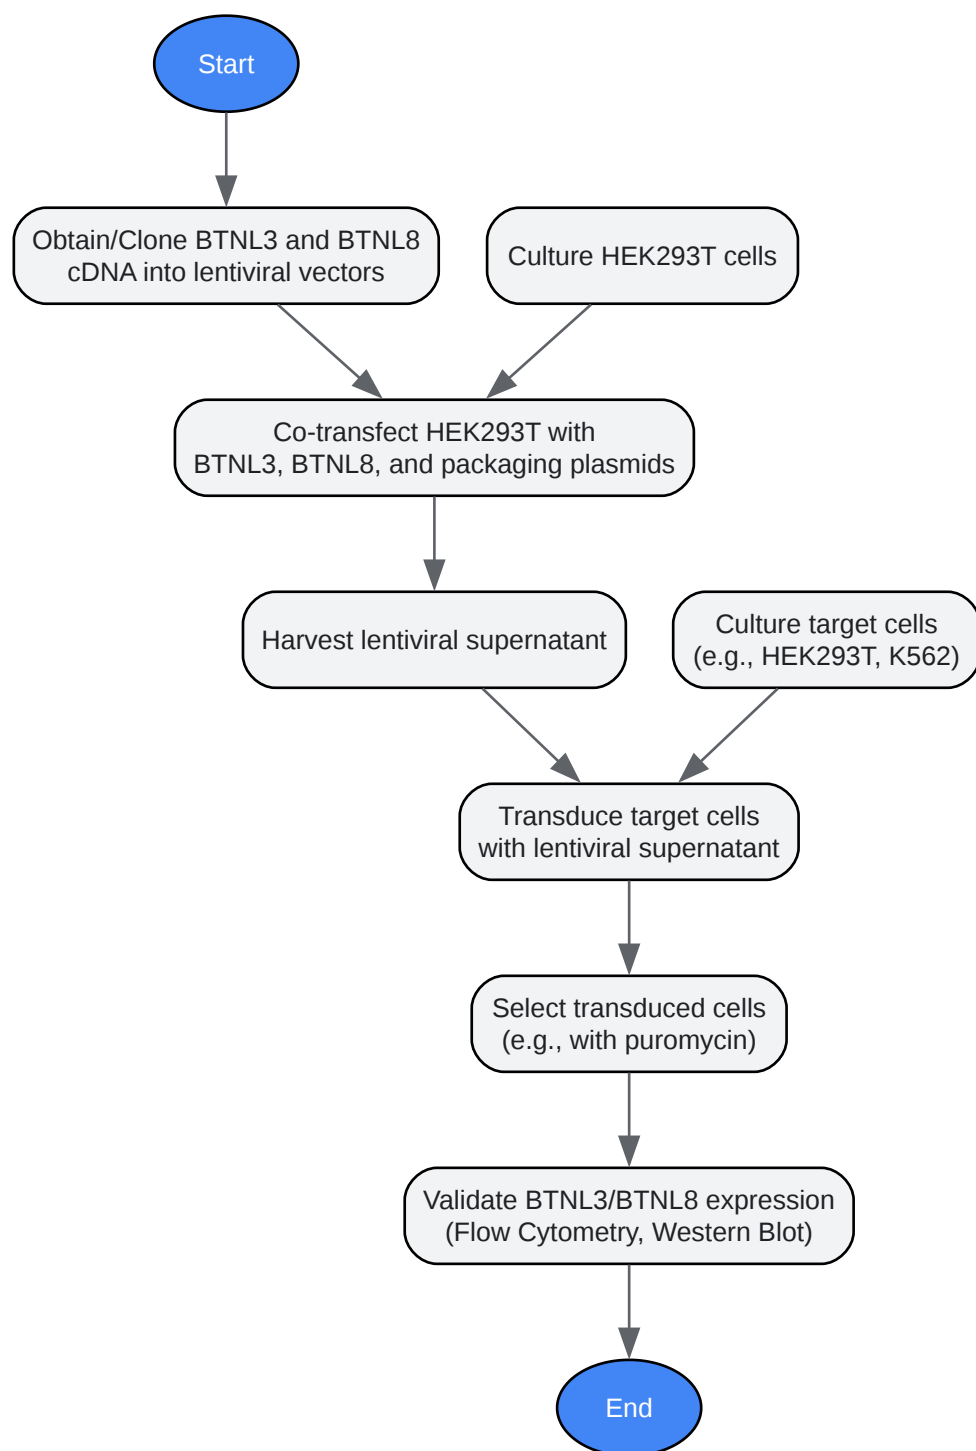 Start
Obtain/Clone BTNL3 and BTNL8
cDNA into lentiviral vectors
Culture HEK293T cells
Co-transfect HEK293T with
BTNL3, BTNL8, and packaging plasmids
Harvest lentiviral supernatant
Culture target cells
(e.g., HEK293T, K562)
Transduce target cells
with lentiviral supernatant
Select transduced cells
(e.g., with puromycin)
Validate BTNL3/BTNL8 expression
(Flow Cytometry, Western Blot)
End